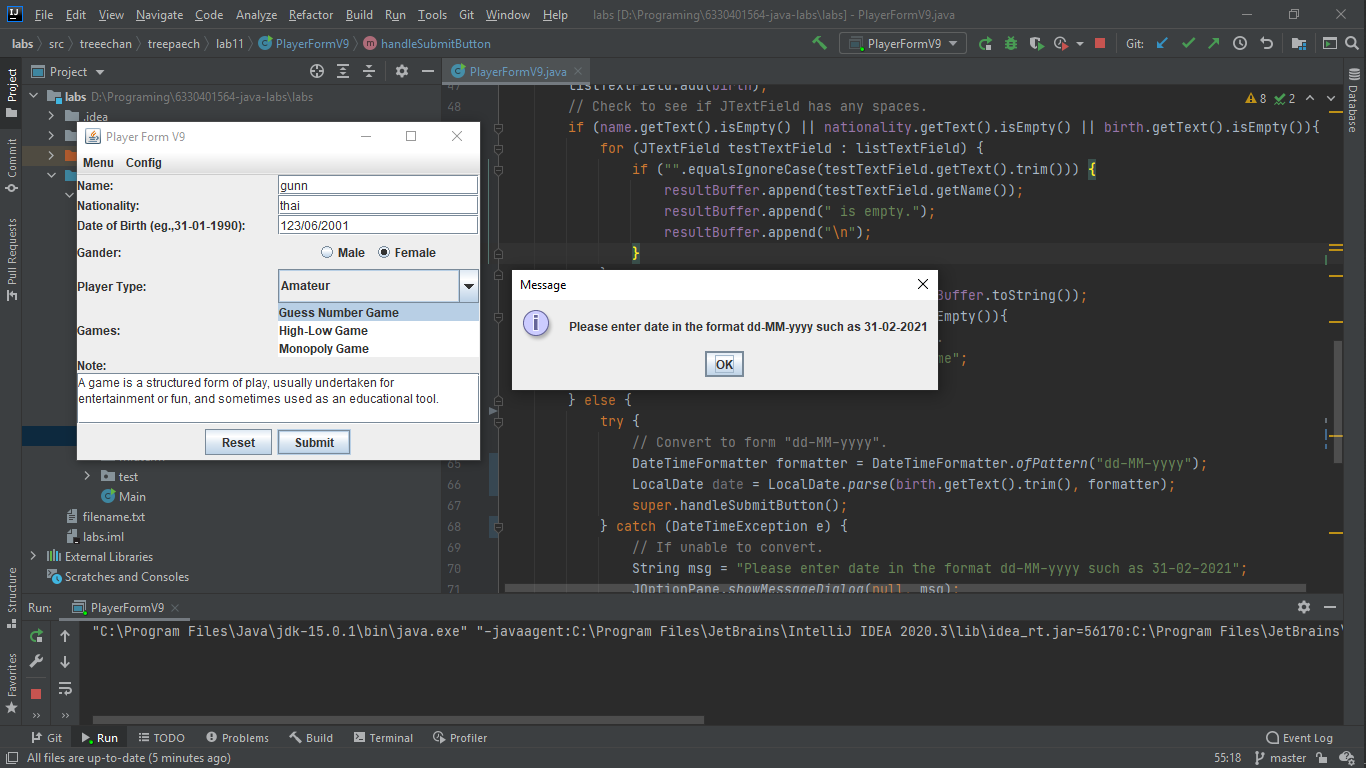 File Edit View Navigate Code Analyze Refactor Build Run Tools Git Window Help labs [D:\Programing\6330401564-java-labs\labs] - PlayerFormV9.java
labs src treeechan treepaech lab11 PlayerFormV9 handleSubmitButton
PlayerFormV9
Git:
Project
PlayerFormV9.java
labs D:\Programing\6330401564-java-labs\labs
.idea
Project
Commit
Pull Requests
Structure
Favorites
Database
Player Form V9
Menu Config
Name: gunn
Nationality: thai
Date of Birth (eg.,31-01-1990): 123/06/2001
Gander: Male Female
Player Type: Amateur
Games:
Guess Number Game
High-Low Game
Monopoly Game
Note:
A game is a structured form of play, usually undertaken for
entertainment or fun, and sometimes used as an educational tool.
Reset Submit
test
Main
filename.txt
labs.iml
External Libraries
Scratches and Consoles
8 2
47 listTextField.add(birth);
48 // Check to see if JTextField has any spaces.
if (name.getText().isEmpty() || nationality.getText().isEmpty() || birth.getText().isEmpty()){
for (JTextField testTextField : listTextField) {
if ("".equalsIgnoreCase(testTextField.getText().trim())) {
resultBuffer.append(testTextField.getName());
resultBuffer.append(" is empty.");
resultBuffer.append("\n");
}
Buffer.toString());
Empty()){
me";
Message
Please enter date in the format dd-MM-yyyy such as 31-02-2021
OK
} else {
try {
// Convert to form "dd-MM-yyyy".
65 DateTimeFormatter formatter = DateTimeFormatter.ofPattern("dd-MM-yyyy");
66 LocalDate date = LocalDate.parse(birth.getText().trim(), formatter);
67 super.handleSubmitButton();
68 } catch (DateTimeException e) {
69 // If unable to convert.
70 String msg = "Please enter date in the format dd-MM-yyyy such as 31-02-2021";
71 JOptionPane.showMessageDialog(null, msg);
Run: PlayerFormV9
"C:\Program Files\Java\jdk-15.0.1\bin\java.exe" "-javaagent:C:\Program Files\JetBrains\IntelliJ IDEA 2020.3\lib\idea_rt.jar=56170:C:\Program Files\JetBrains\
Git Run TODO Problems Build Terminal Profiler Event Log
All files are up-to-date (5 minutes ago) 55:18 master